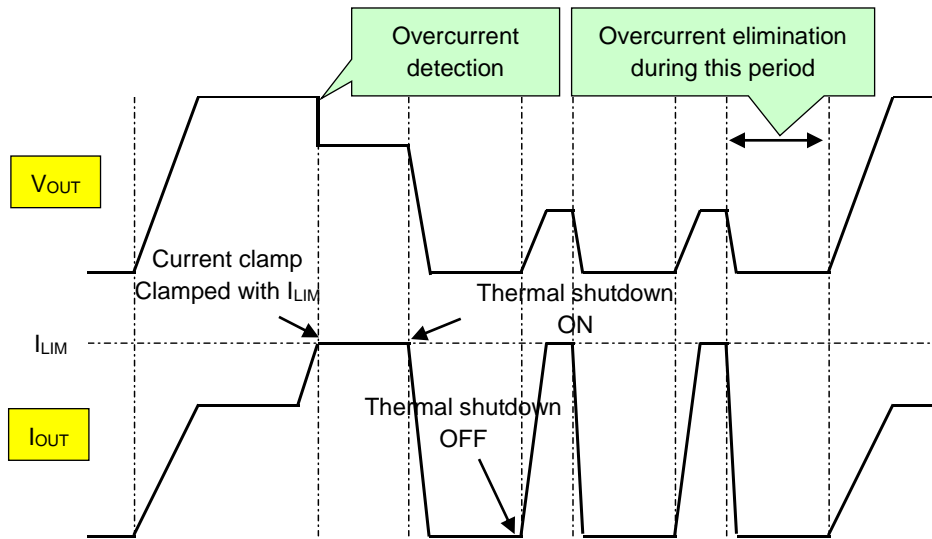 Overcurrent
detection
Overcurrent elimination
during this period
VOUT
Current clamp
Clamped with ILIM
Thermal shutdown
ON
ILIM
Thermal shutdown
OFF
IOUT